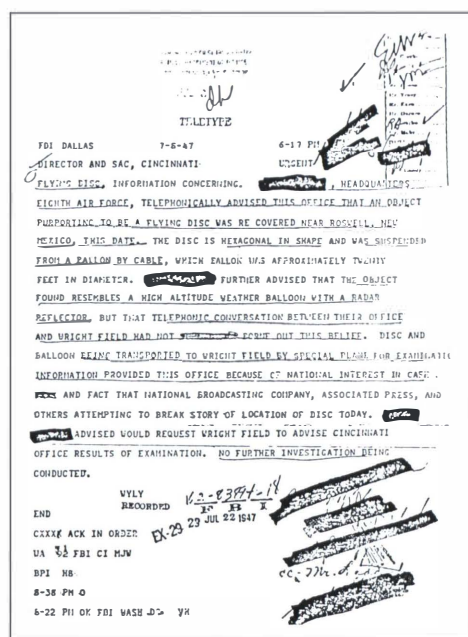 TELETYPE
FDI DALLAS 7-6-47 6-17 PM
DIRECTOR AND SAC, CINCINNATI URGENT
FLYING DISC, INFORMATION CONCERNING. , HEADQUARTERS
EIGHTH AIR FORCE, TELEPHONICALLY ADVISED THIS OFFICE THAT AN OBJECT
PURPORTING TO BE A FLYING DISC WAS RE COVERED NEAR ROSWELL, NEW
MEXICO, THIS DATE. THE DISC IS HEXAGONAL IN SHAPE AND WAS SUSPENDED
FROM A BALLON BY CABLE, WHICH BALLON WAS APPROXIMATELY TWENTY
FEET IN DIAMETER. FURTHER ADVISED THAT THE OBJECT
FOUND RESEMBLES A HIGH ALTITUDE WEATHER BALLOON WITH A RADAR
REFLECTOR, BUT THAT TELEPHONIC CONVERSATION BETWEEN THEIR OFFICE
AND WRIGHT FIELD HAD NOT BORNE OUT THIS BELIEF. DISC AND
BALLOON BEING TRANSPORTED TO WRIGHT FIELD BY SPECIAL PLANE FOR EXAMINATI
INFORMATION PROVIDED THIS OFFICE BECAUSE OF NATIONAL INTEREST IN CASE.
AND FACT THAT NATIONAL BROADCASTING COMPANY, ASSOCIATED PRESS, AND
OTHERS ATTEMPTING TO BREAK STORY OF LOCATION OF DISC TODAY.
ADVISED WOULD REQUEST WRIGHT FIELD TO ADVISE CINCINNATI
OFFICE RESULTS OF EXAMINATION. NO FURTHER INVESTIGATION BEING
CONDUCTED.
WYLY
RECORDED
F B I
END
EX-29 23 JUL 22 1947
CXXXX ACK IN ORDER
UA FBI CI MJW
BPI H8
8-38 PM O
6-22 PM OK FBI WASH D